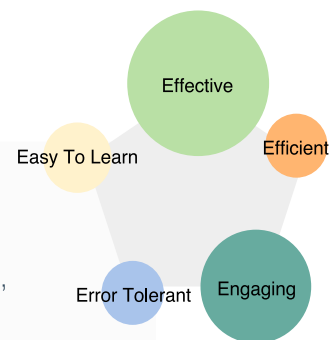 Effective
Easy To Learn
Efficient
,
Error Tolerant
Engaging